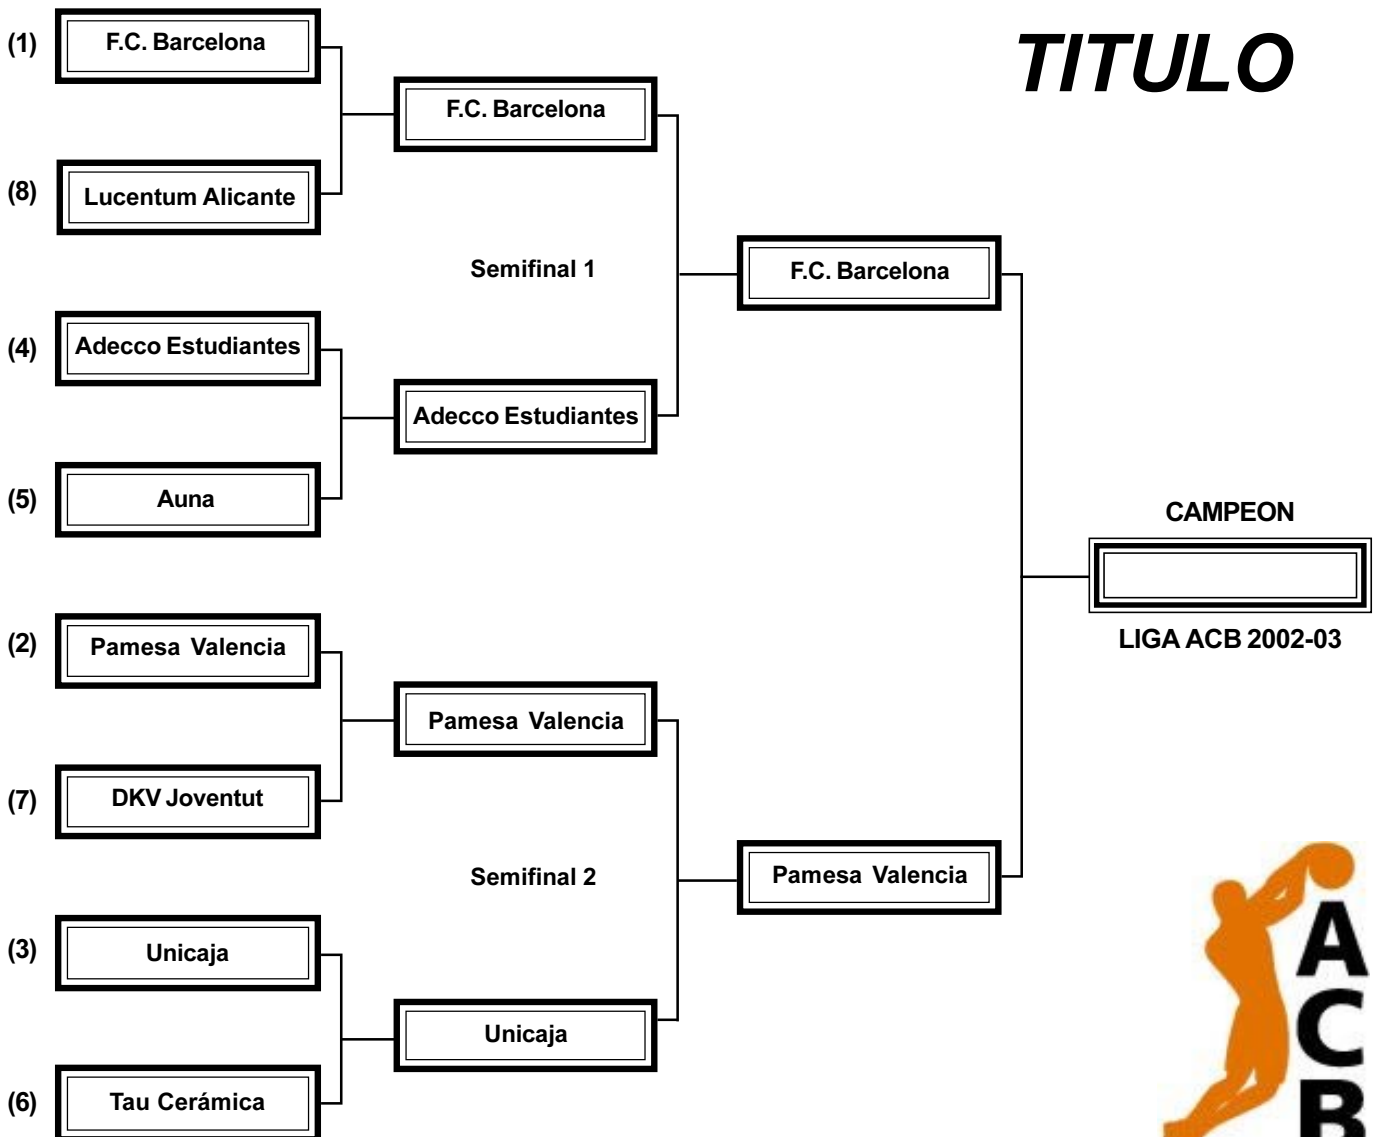 TITULO
(1)
F.C. Barcelona
F.C. Barcelona
(8)
Lucentum Alicante
Semifinal 1
F.C. Barcelona
(4)
Adecco Estudiantes
Adecco Estudiantes
(5)
Auna
CAMPEON
LIGA ACB 2002-03
(2)
Pamesa Valencia
Pamesa Valencia
(7)
DKV Joventut
Semifinal 2
Pamesa Valencia
(3)
Unicaja
Unicaja
(6)
Tau Cerámica
ACB